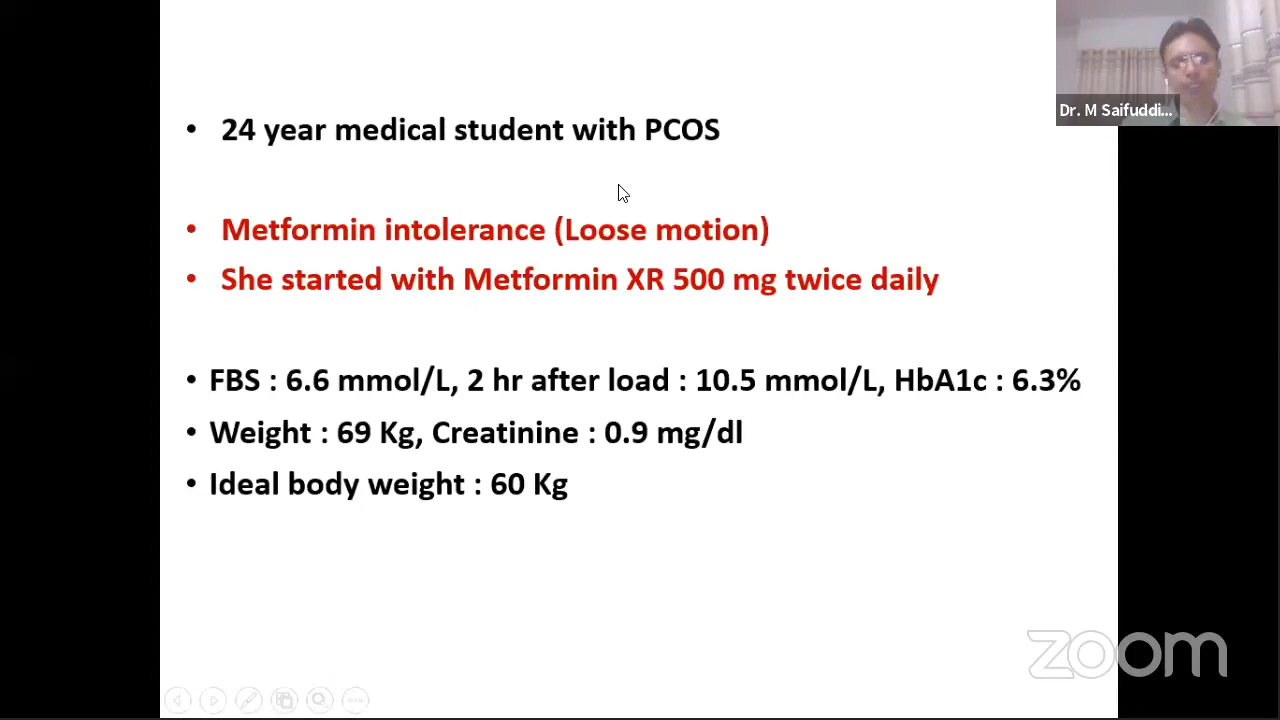 Dr. M Saifuddi...
• 24 year medical student with PCOS
• Metformin intolerance (Loose motion)
• She started with Metformin XR 500 mg twice daily
• FBS : 6.6 mmol/L, 2 hr after load : 10.5 mmol/L, HbA1c : 6.3%
• Weight : 69 Kg, Creatinine : 0.9 mg/dl
• Ideal body weight : 60 Kg
zoom